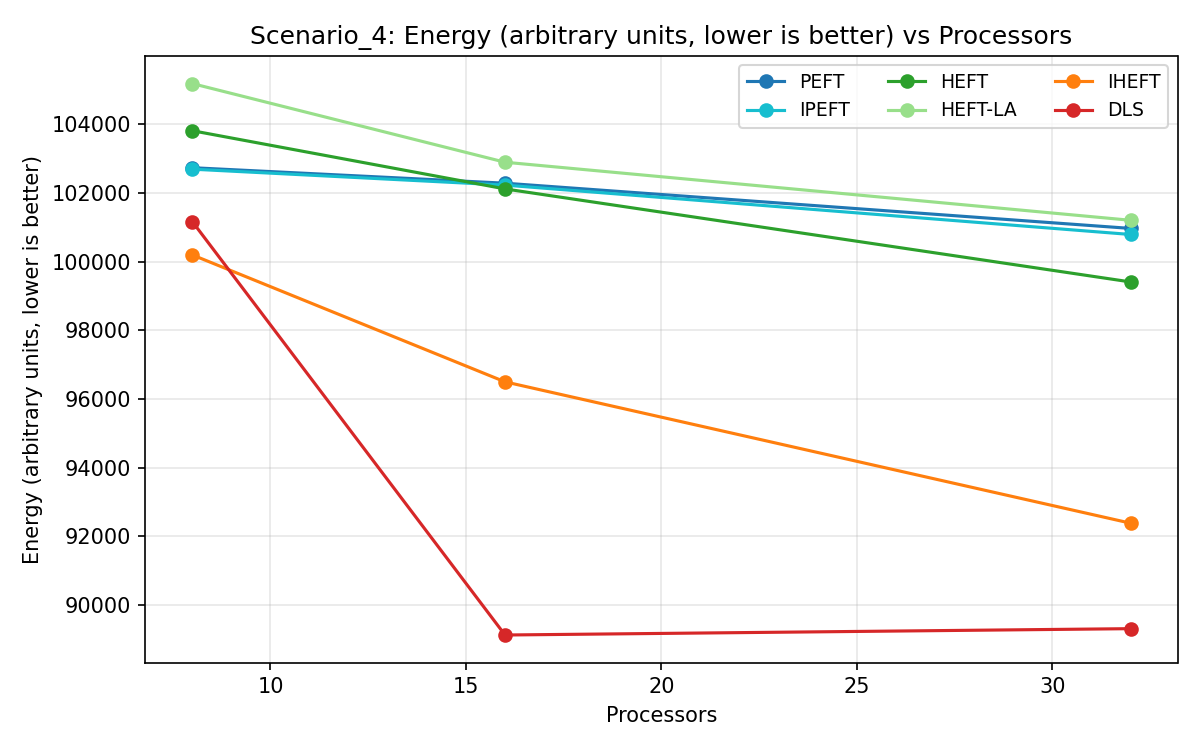 Scenario_4: Energy (arbitrary units, lower is better) vs Processors
PEFT HEFT IHEFT
IPEFT HEFT-LA DLS
Energy (arbitrary units, lower is better)
104000
102000
100000
98000
96000
94000
92000
90000
10 15 20 25 30
Processors